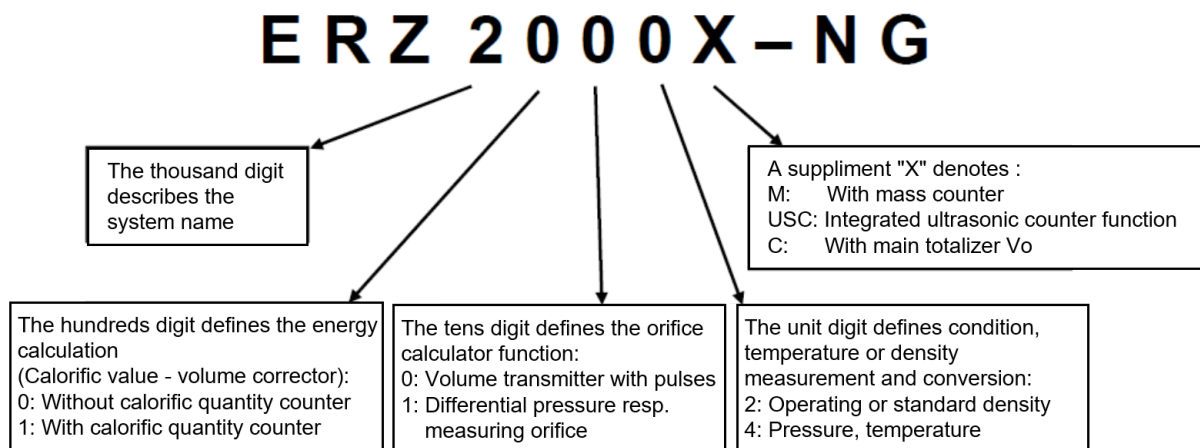 ERZ2000X–NG
The thousand digit
describes the
system name
A suppliment "X" denotes :
M: With mass counter
USC: Integrated ultrasonic counter function
C: With main totalizer Vo
The hundreds digit defines the energy
calculation
(Calorific value - volume corrector):
0: Without calorific quantity counter
1: With calorific quantity counter
The tens digit defines the orifice
calculator function:
0: Volume transmitter with pulses
1: Differential pressure resp.
measuring orifice
The unit digit defines condition,
temperature or density
measurement and conversion:
2: Operating or standard density
4: Pressure, temperature